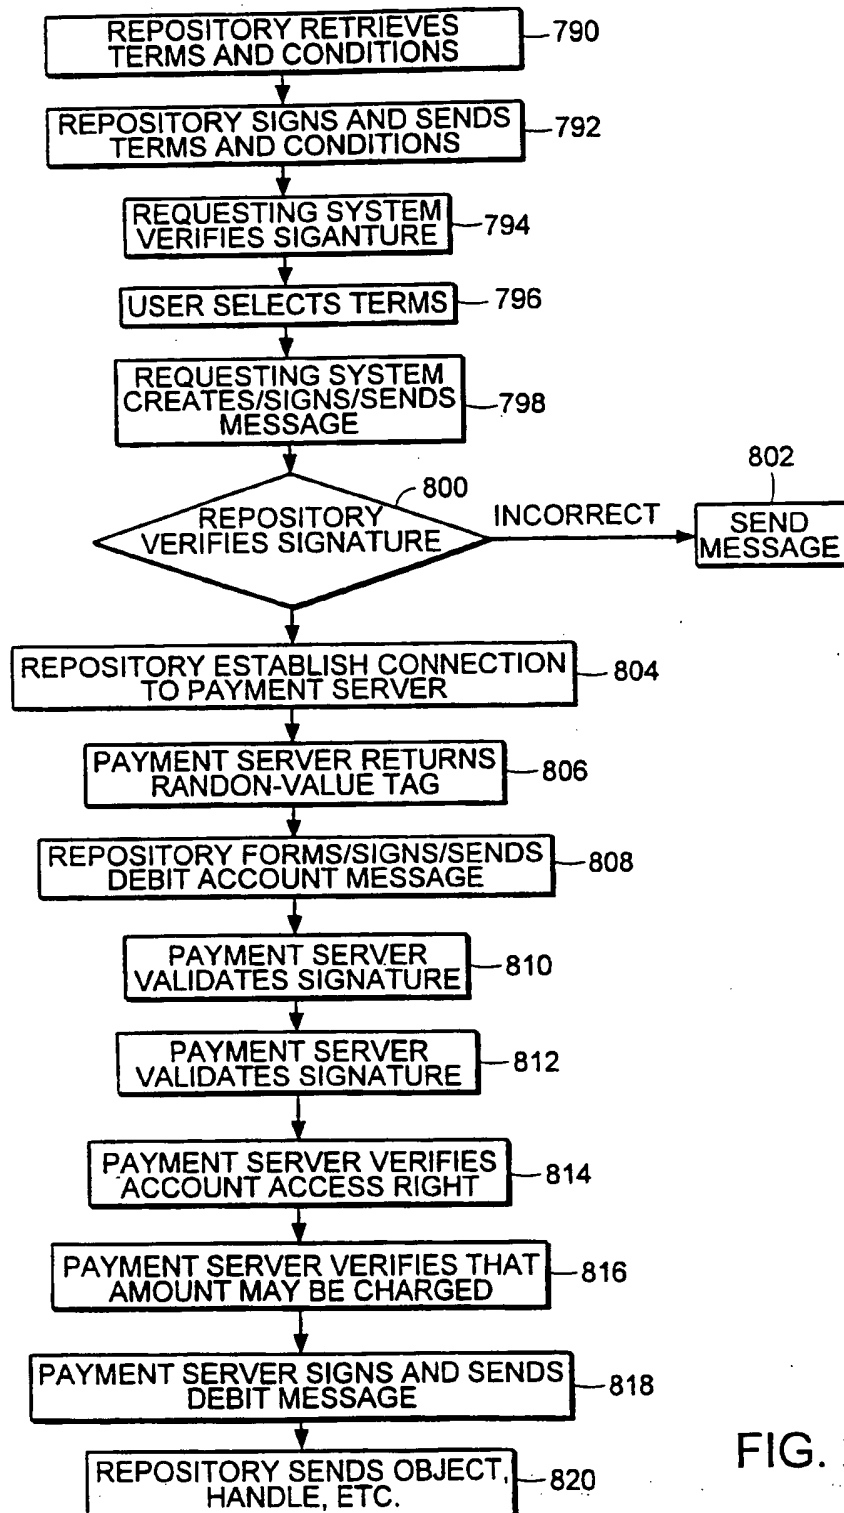 REPOSITORY RETRIEVES
TERMS AND CONDITIONS
790
REPOSITORY SIGNS AND SENDS
TERMS AND CONDITIONS
792
REQUESTING SYSTEM
VERIFIES SIGANTURE
794
USER SELECTS TERMS
796
REQUESTING SYSTEM
CREATES/SIGNS/SENDS
MESSAGE
798
800
REPOSITORY
VERIFIES SIGNATURE
INCORRECT
802
SEND
MESSAGE
REPOSITORY ESTABLISH CONNECTION
TO PAYMENT SERVER
804
PAYMENT SERVER RETURNS
RANDON-VALUE TAG
806
REPOSITORY FORMS/SIGNS/SENDS
DEBIT ACCOUNT MESSAGE
808
PAYMENT SERVER
VALIDATES SIGNATURE
810
PAYMENT SERVER
VALIDATES SIGNATURE
812
PAYMENT SERVER VERIFIES
ACCOUNT ACCESS RIGHT
814
PAYMENT SERVER VERIFIES THAT
AMOUNT MAY BE CHARGED
816
PAYMENT SERVER SIGNS AND SENDS
DEBIT MESSAGE
818
REPOSITORY SENDS OBJECT,
HANDLE, ETC.
820
FIG.